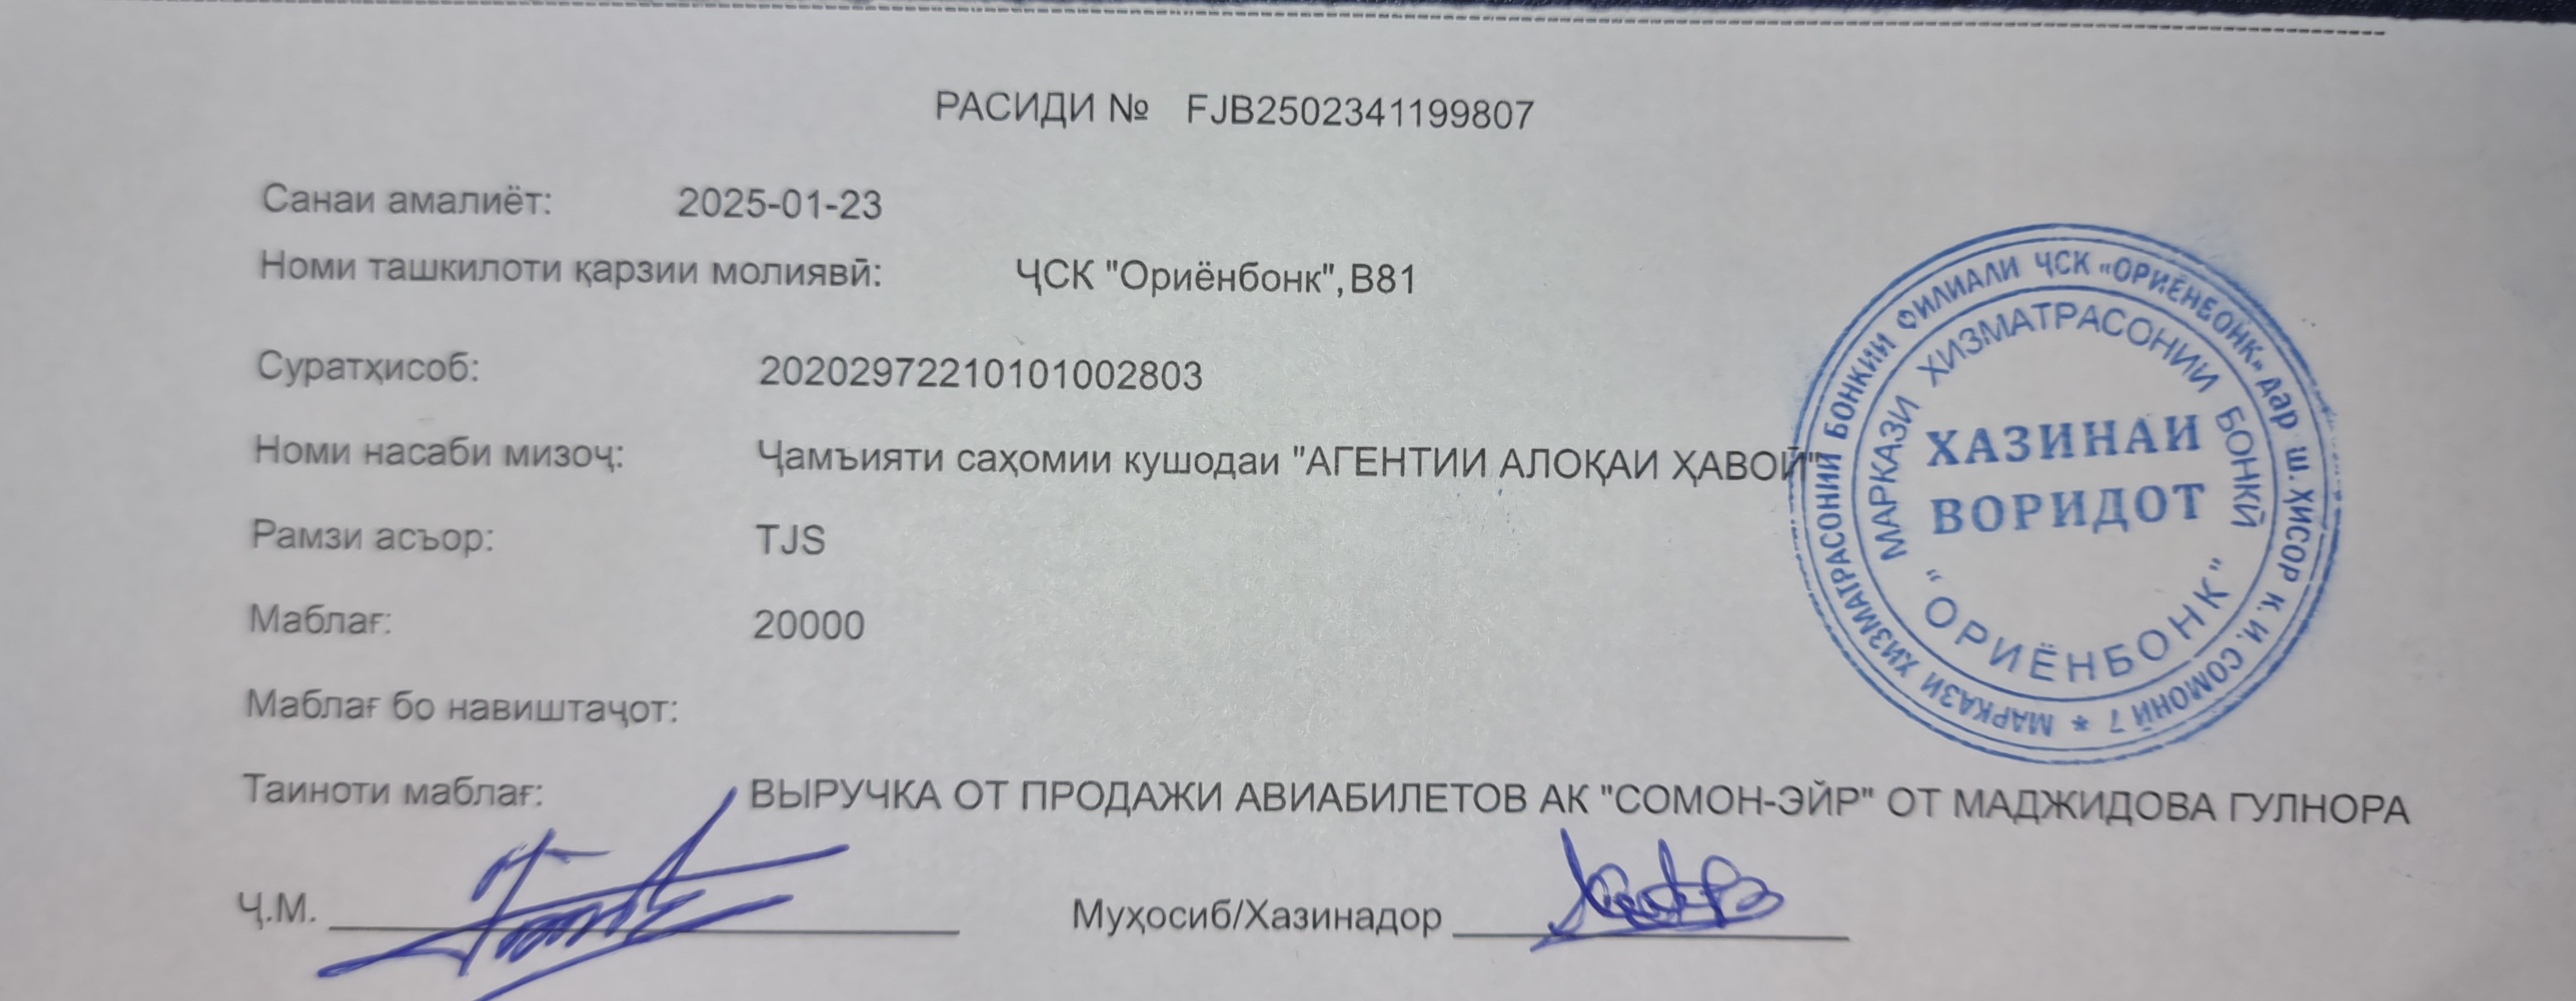 РАСИДИ № FJB2502341199807
Санаи амалиёт: 2025-01-23
Номи ташкилоти қарзии молиявӣ: ҶСК "Ориёнбонк",B81
Суратҳисоб: 20202972210101002803
Номи насаби мизоҷ: Ҷамъияти саҳомии кушодаи "АГЕНТИИ АЛОҚАИ ҲАВОӢ"
Рамзи асъор: TJS
Маблағ: 20000
Маблағ бо навиштаҷот:
Таиноти маблағ: ВЫРУЧКА ОТ ПРОДАЖИ АВИАБИЛЕТОВ АК "СОМОН-ЭЙР" ОТ МАДЖИДОВА ГУЛНОРА
Ҷ.М. Муҳосиб/Хазинадор
МАРКАЗИ ХИЗМАТРАСОНИИ БОНКИИ ФИЛИАЛИ ҶСК «ОРИЁНБОНК» дар ш. ҲИСОР К. И. СОМОНӢ 7 *
МАРКАЗИ ХИЗМАТРАСОНИИ БОНКӢ
"ОРИЁНБОНК"
ХАЗИНАИ
ВОРИДОТ